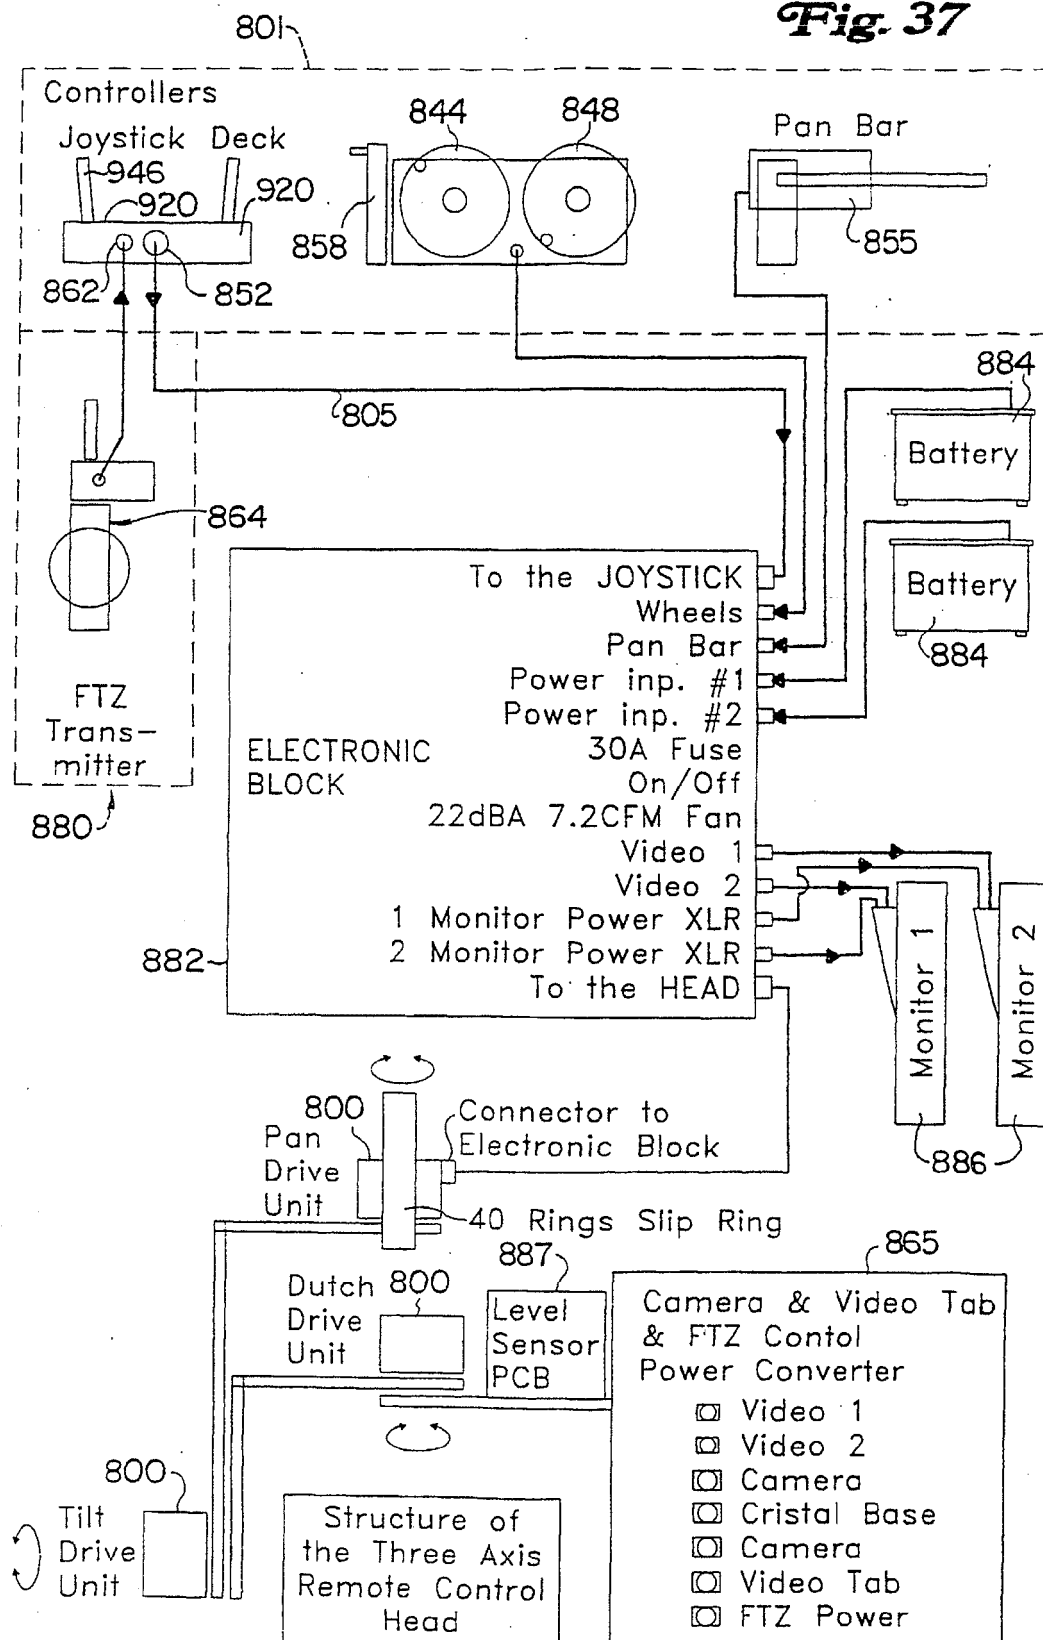 Fig. 37
801
Controllers
Joystick Deck
946
920
920
862
852
844
848
858
Pan Bar
855
805
884
Battery
Battery
884
864
FTZ
Trans-
mitter
880
To the JOYSTICK
Wheels
Pan Bar
Power inp. #1
Power inp. #2
ELECTRONIC
BLOCK
30A Fuse
On/Off
22dBA 7.2CFM Fan
Video 1
Video 2
1 Monitor Power XLR
2 Monitor Power XLR
To the HEAD
882
Monitor 1
Monitor 2
886
800
Pan
Drive
Unit
Connector to
Electronic Block
40 Rings Slip Ring
Dutch
Drive
Unit
800
887
Level
Sensor
PCB
865
Camera & Video Tab
& FTZ Contol
Power Converter
Video 1
Video 2
Camera
Cristal Base
Camera
Video Tab
FTZ Power
800
Tilt
Drive
Unit
Structure of
the Three Axis
Remote Control
Head